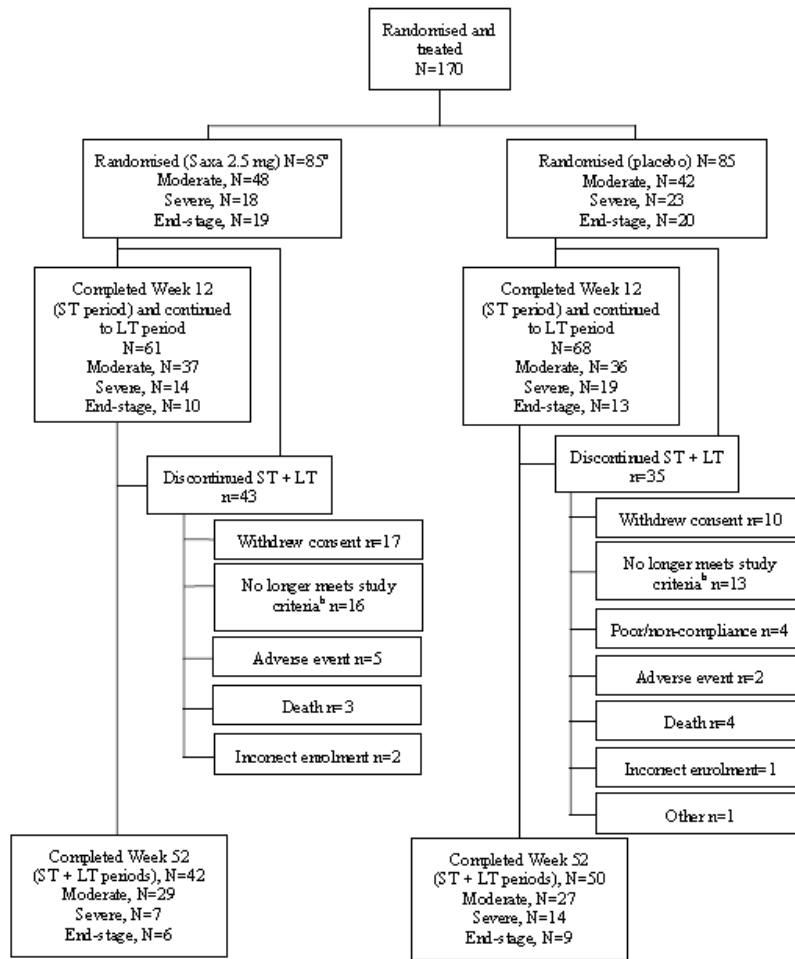 Randomised and
treated
N=170
Randomised (Saxa 2.5 mg) N=85ª
Moderate, N=48
Severe, N=18
End-stage, N=19
Randomised (placebo) N=85
Moderate, N=42
Severe, N=23
End-stage, N=20
Completed Week 12
(ST period) and continued
to LT period
N=61
Moderate, N=37
Severe, N=14
End-stage, N=10
Completed Week 12
(ST period) and continued
to LT period
N=68
Moderate, N=36
Severe, N=19
End-stage, N=13
Discontinued ST + LT
n=43
Withdrew consent n=17
No longer meets study
criteriaᵇ n=16
Adverse event n=5
Death n=3
Incorrect enrolment n=2
Discontinued ST + LT
n=35
Withdrew consent n=10
No longer meets study
criteriaᵇ n=13
Poor/non-compliance n=4
Adverse event n=2
Death n=4
Incorrect enrolment=1
Other n=1
Completed Week 52
(ST + LT periods), N=42
Moderate, N=29
Severe, N=7
End-stage, N=6
Completed Week 52
(ST + LT periods), N=50
Moderate, N=27
Severe, N=14
End-stage, N=9